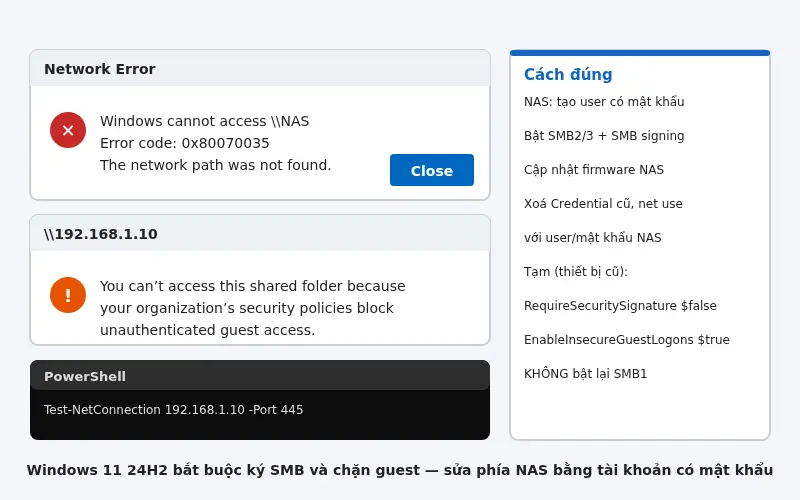 Network Error
✕
Windows cannot access \\NAS
Error code: 0x80070035
The network path was not found.
Close
\\192.168.1.10
!
You can’t access this shared folder because
your organization’s security policies block
unauthenticated guest access.
PowerShell
Test-NetConnection 192.168.1.10 -Port 445
Cách đúng
NAS: tạo user có mật khẩu
Bật SMB2/3 + SMB signing
Cập nhật firmware NAS
Xoá Credential cũ, net use
với user/mật khẩu NAS
Tạm (thiết bị cũ):
RequireSecuritySignature $false
EnableInsecureGuestLogons $true
KHÔNG bật lại SMB1
Windows 11 24H2 bắt buộc ký SMB và chặn guest — sửa phía NAS bằng tài khoản có mật khẩu